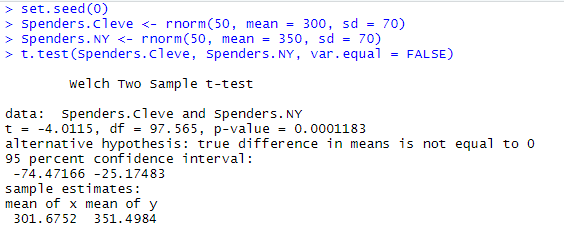 > set.seed(0)
> Spenders.Cleve <- rnorm(50, mean = 300, sd = 70)
> Spenders.NY <- rnorm(50, mean = 350, sd = 70)
> t.test(Spenders.Cleve, Spenders.NY, var.equal = FALSE)
Welch Two Sample t-test
data:  Spenders.Cleve and Spenders.NY
t = -4.0115, df = 97.565, p-value = 0.0001183
alternative hypothesis: true difference in means is not equal to 0
95 percent confidence interval:
-74.47166 -25.17483
sample estimates:
mean of x mean of y
301.6752  351.4984